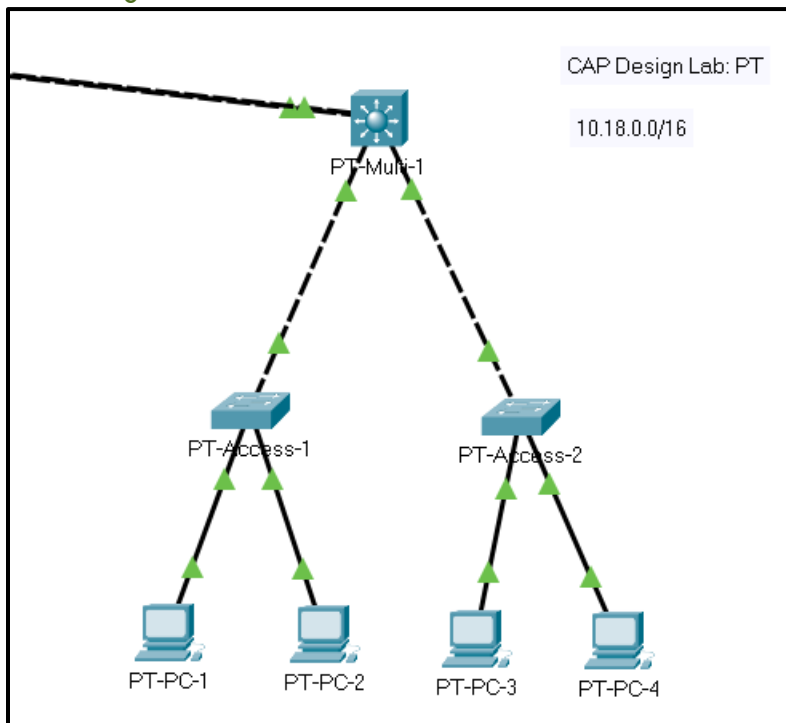 CAP Design Lab: PT
10.18.0.0/16
PT-Multi-1
PT-Access-1
PT-Access-2
PT-PC-1
PT-PC-2
PT-PC-3
PT-PC-4